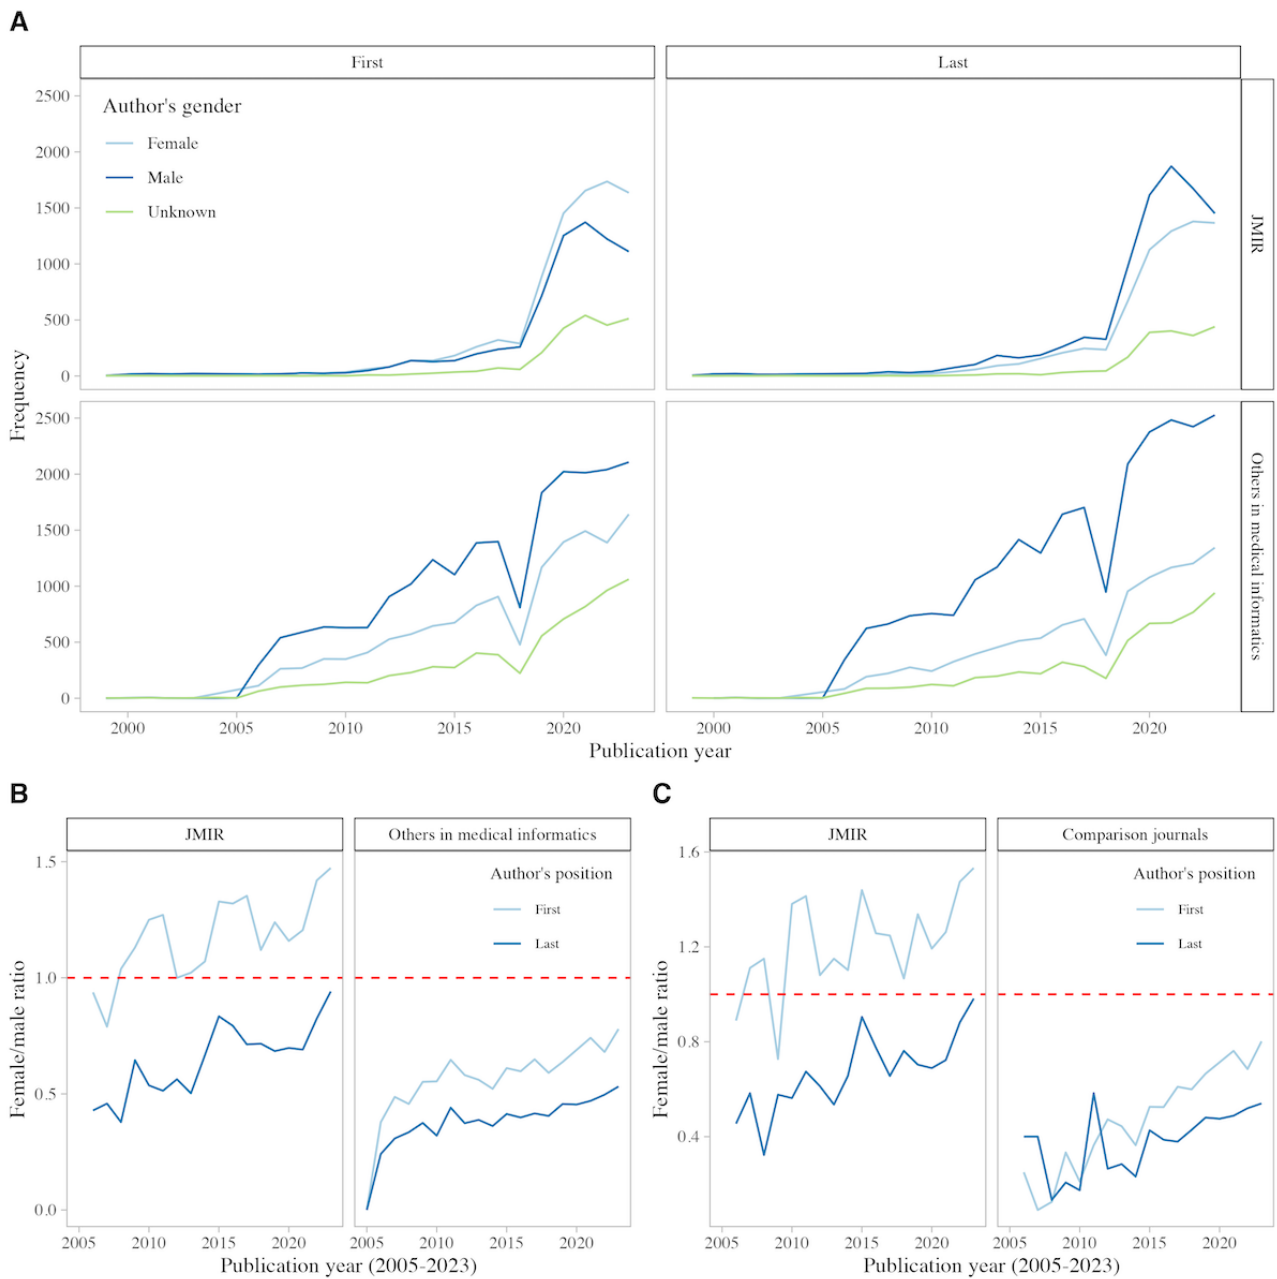 A
First
Last
2500
2000
1500
1000
500
0
Author's gender
Female
Male
Unknown
JMIR
Frequency
2500
2000
1500
1000
500
0
Others in medical informatics
2000
2005
2010
2015
2020
2000
2005
2010
2015
2020
Publication year
B
JMIR
Others in medical informatics
1.5
1.0
0.5
0.0
Female/male ratio
Author's position
First
Last
2005
2010
2015
2020
2005
2010
2015
2020
Publication year (2005-2023)
C
JMIR
Comparison journals
1.6
1.2
0.8
0.4
Female/male ratio
Author's position
First
Last
2005
2010
2015
2020
2005
2010
2015
2020
Publication year (2005-2023)